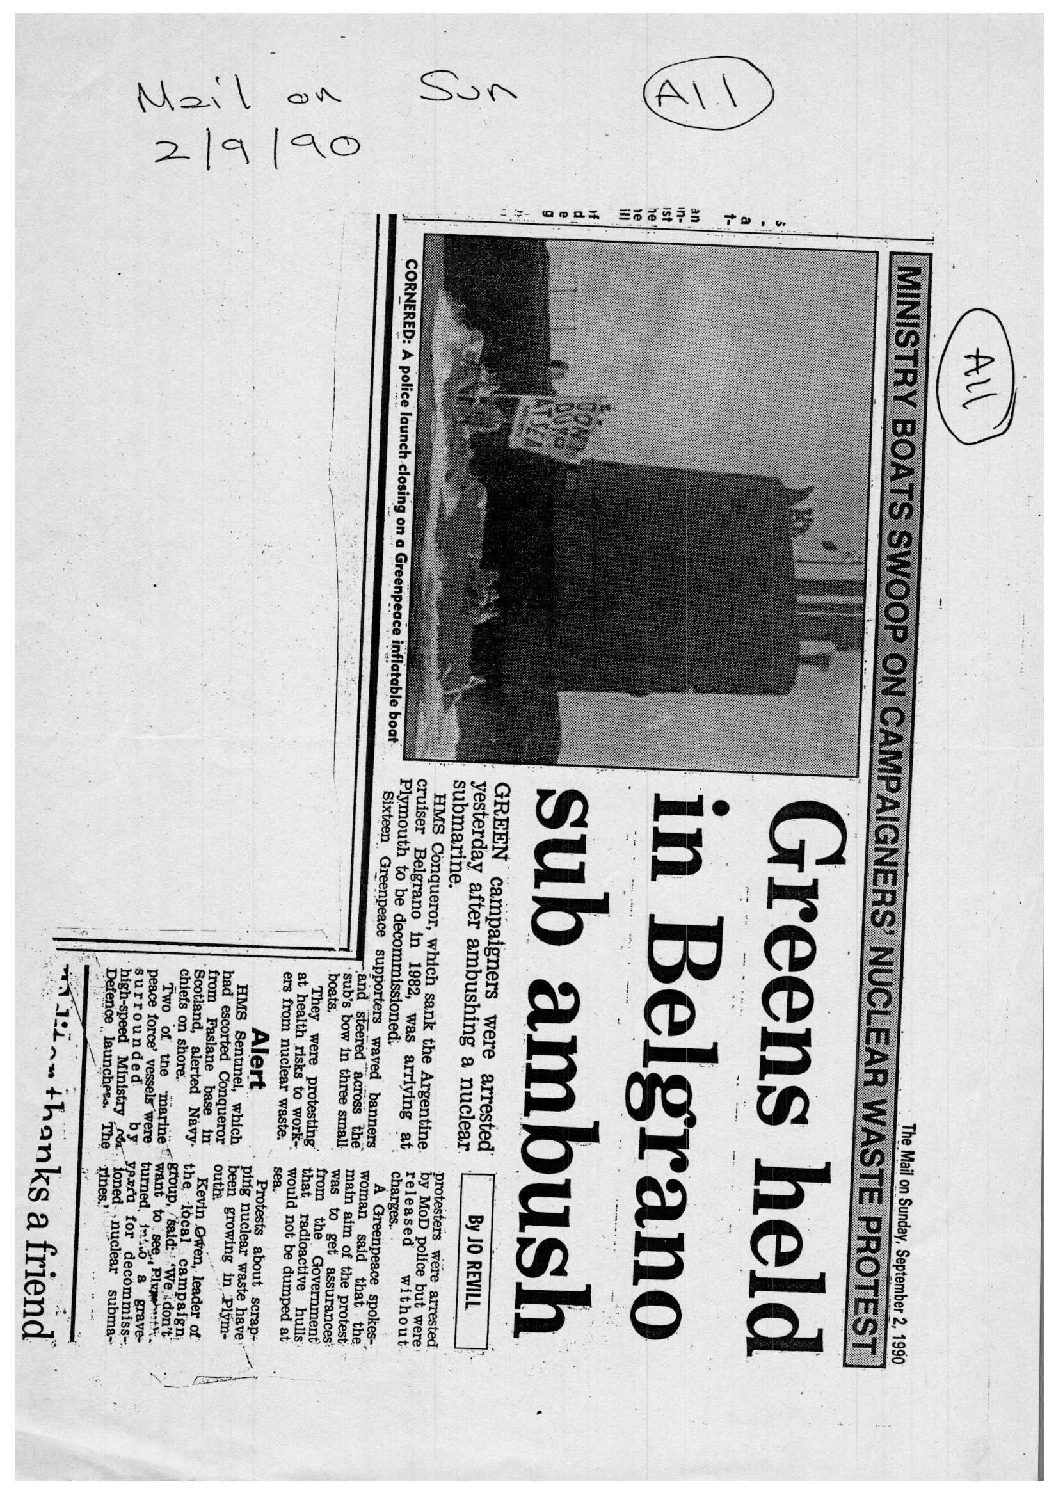 Mail on Sun
2/9/90
All
All
The Mail on Sunday, September 2, 1990
MINISTRY BOATS SWOOP ON CAMPAIGNERS' NUCLEAR WASTE PROTEST
Greens held
in Belgrano
sub ambush
CORNERED: A police launch closing on a Greenpeace inflatable boat
By JO REVILL
GREEN campaigners were arrested
yesterday after ambushing a nuclear
submarine.
HMS Conqueror, which sank the Argentine
cruiser Belgrano in 1982, was arriving at
Plymouth to be decommissioned.
Sixteen Greenpeace supporters waved banners
and steered across the
sub's bow in three small
boats.
They were protesting
at health risks to work-
ers from nuclear waste.
Alert
HMS Sentinel, which
had escorted Conqueror
from Faslane base in
Scotland, alerted Navy
chiefs on shore.
Two of the 'marine
peace force' vessels were
surrounded by
high-speed Ministry of
Defence launches. The
protesters were arrested
by MoD police but were
released without
charges.
A Greenpeace spokes-
woman said that the
main aim of the protest
was to get assurances
from the Government
that radioactive hulls
would not be dumped at
sea.
Protests about scrap-
ping nuclear waste have
been growing in Plym-
outh.
Kevin Owen, leader of
the local campaign
group, said: 'We don't
want to see Plymouth
turned into a grave-
yard for decommiss-
ioned nuclear subma-
rines.'
thanks a friend